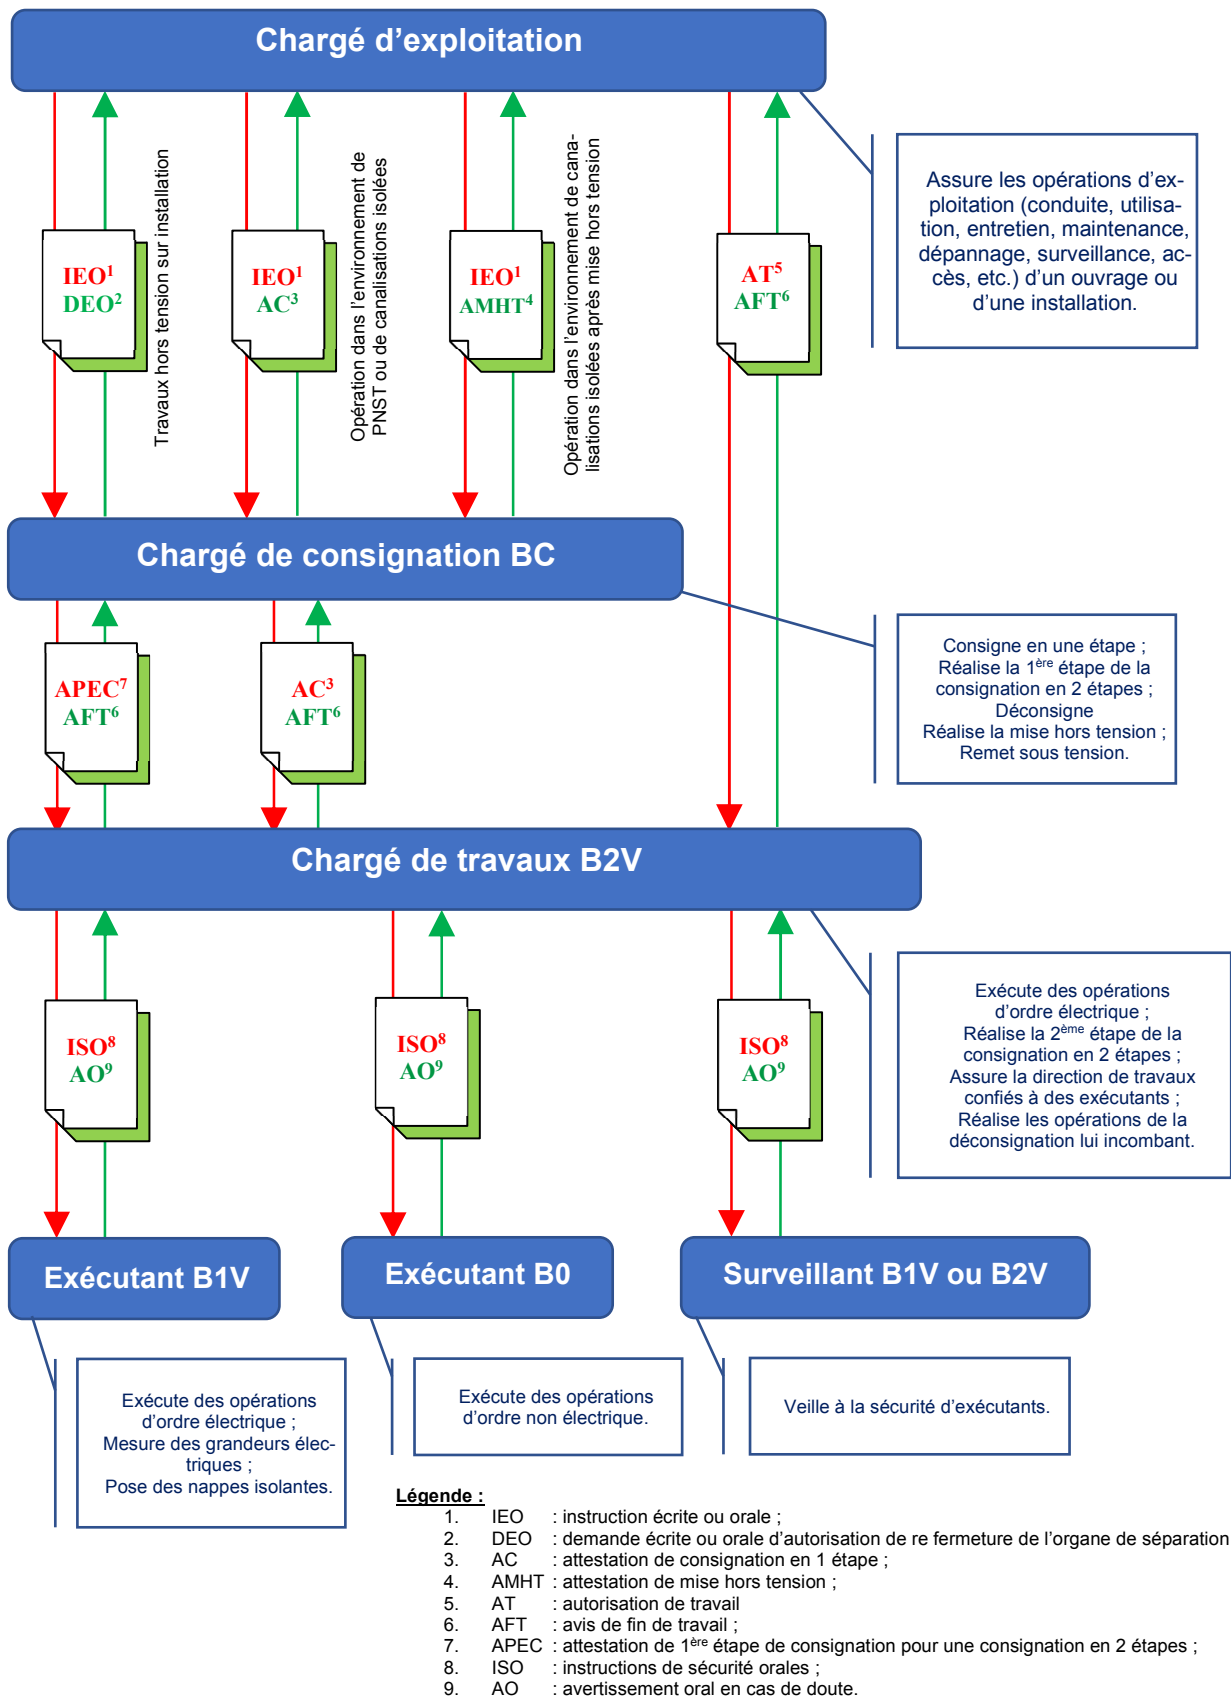 Chargé d’exploitation
Travaux hors tension sur installation
Opération dans l’environnement de
PNST ou de canalisations isolées
Opération dans l’environnement de cana-
lisations isolées après mise hors tension
IEO¹
DEO²
IEO¹
AC³
IEO¹
AMHT⁴
AT⁵
AFT⁶
Assure les opérations d’ex-
ploitation (conduite, utilisa-
tion, entretien, maintenance,
dépannage, surveillance, ac-
cès, etc.) d’un ouvrage ou
d’une installation.
Chargé de consignation BC
APEC⁷
AFT⁶
AC³
AFT⁶
Consigne en une étape ;
Réalise la 1ère étape de la
consignation en 2 étapes ;
Déconsigne
Réalise la mise hors tension ;
Remet sous tension.
Chargé de travaux B2V
ISO⁸
AO⁹
ISO⁸
AO⁹
ISO⁸
AO⁹
Exécute des opérations
d’ordre électrique ;
Réalise la 2ème étape de la
consignation en 2 étapes ;
Assure la direction de travaux
confiés à des exécutants ;
Réalise les opérations de la
déconsignation lui incombant.
Exécutant B1V
Exécutant B0
Surveillant B1V ou B2V
Exécute des opérations
d’ordre électrique ;
Mesure des grandeurs élec-
triques ;
Pose des nappes isolantes.
Exécute des opérations
d’ordre non électrique.
Veille à la sécurité d’exécutants.
Légende :
1. IEO : instruction écrite ou orale ;
2. DEO : demande écrite ou orale d’autorisation de re fermeture de l’organe de séparation
3. AC : attestation de consignation en 1 étape ;
4. AMHT : attestation de mise hors tension ;
5. AT : autorisation de travail
6. AFT : avis de fin de travail ;
7. APEC : attestation de 1ère étape de consignation pour une consignation en 2 étapes ;
8. ISO : instructions de sécurité orales ;
9. AO : avertissement oral en cas de doute.